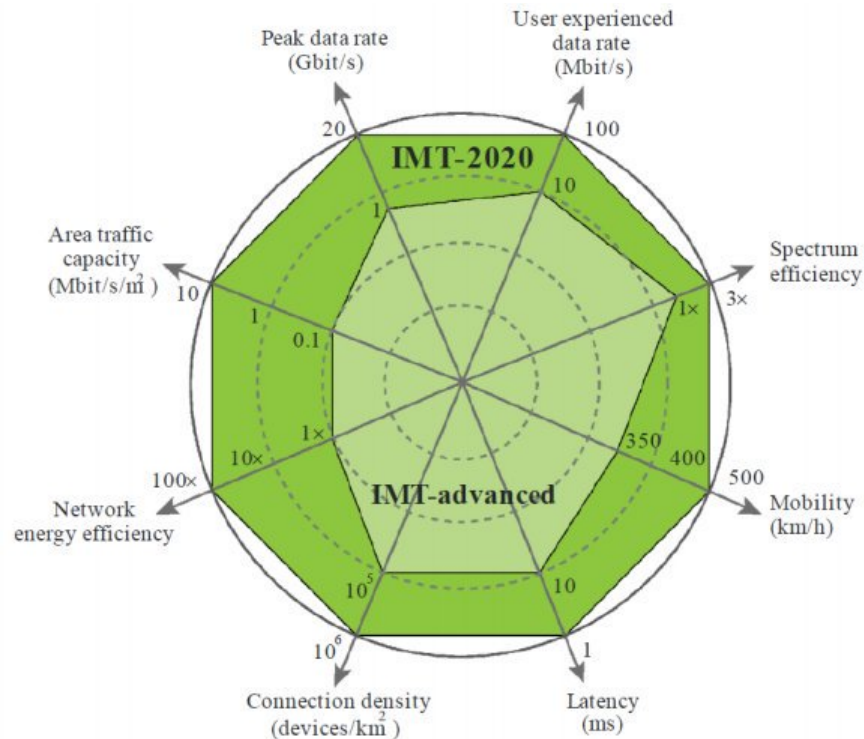 Peak data rate
(Gbit/s)
User experienced
data rate
(Mbit/s)
20
100
IMT-2020
1
10
Area traffic
capacity
(Mbit/s/m²)
Spectrum
efficiency
10
1
0.1
1×
3×
1×
10×
100×
350
400
500
Network
energy efficiency
IMT-advanced
Mobility
(km/h)
10⁵
10
10⁶
1
Connection density
(devices/km²)
Latency
(ms)